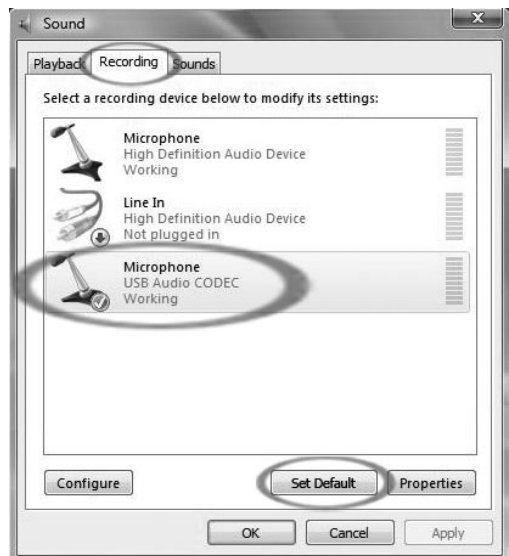 Sound
Playback Recording Sounds
Select a recording device below to modify its settings:
Microphone
High Definition Audio Device
Working
Line In
High Definition Audio Device
Not plugged in
Microphone
USB Audio CODEC
Working
Configure Set Default Properties
OK Cancel Apply